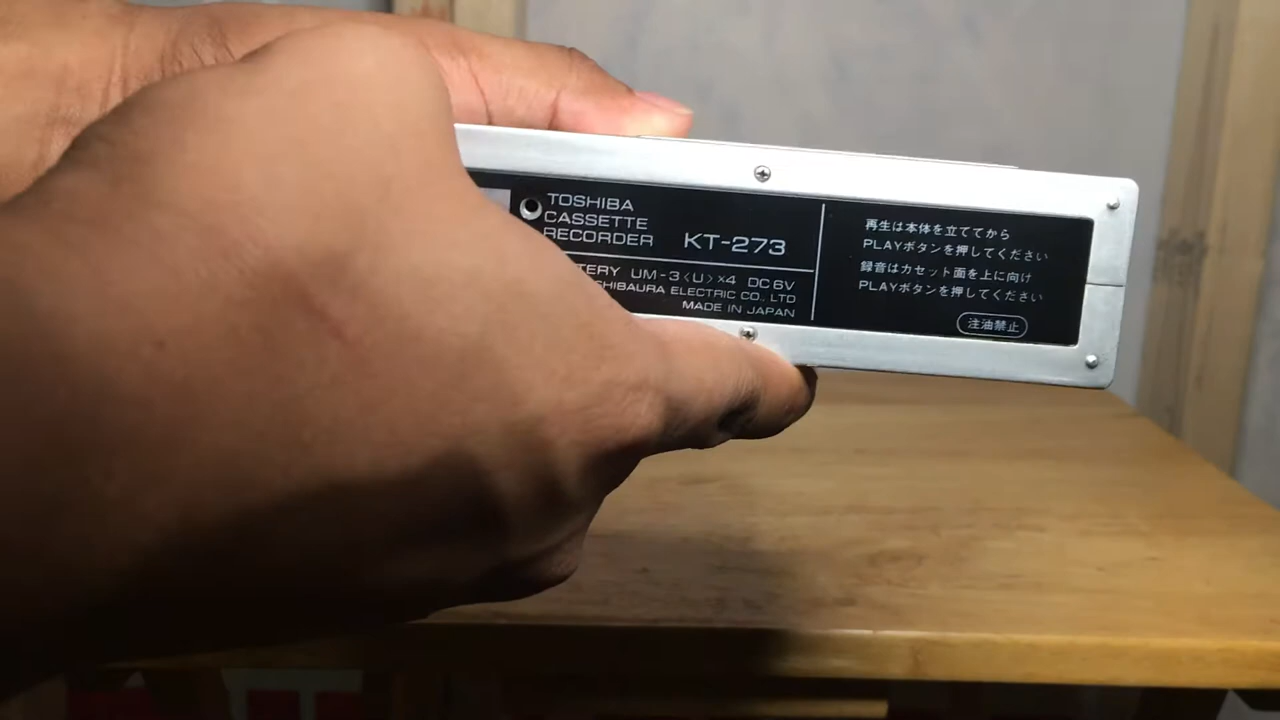 TOSHIBA
CASSETTE
RECORDER KT-273
UM-3〈U〉×4 DC6V
ELECTRIC CO., LTD
MADE IN JAPAN
再生は本体を立ててから
PLAYボタンを押してください
録音はカセット面を上に向け
PLAYボタンを押してください
注油禁止